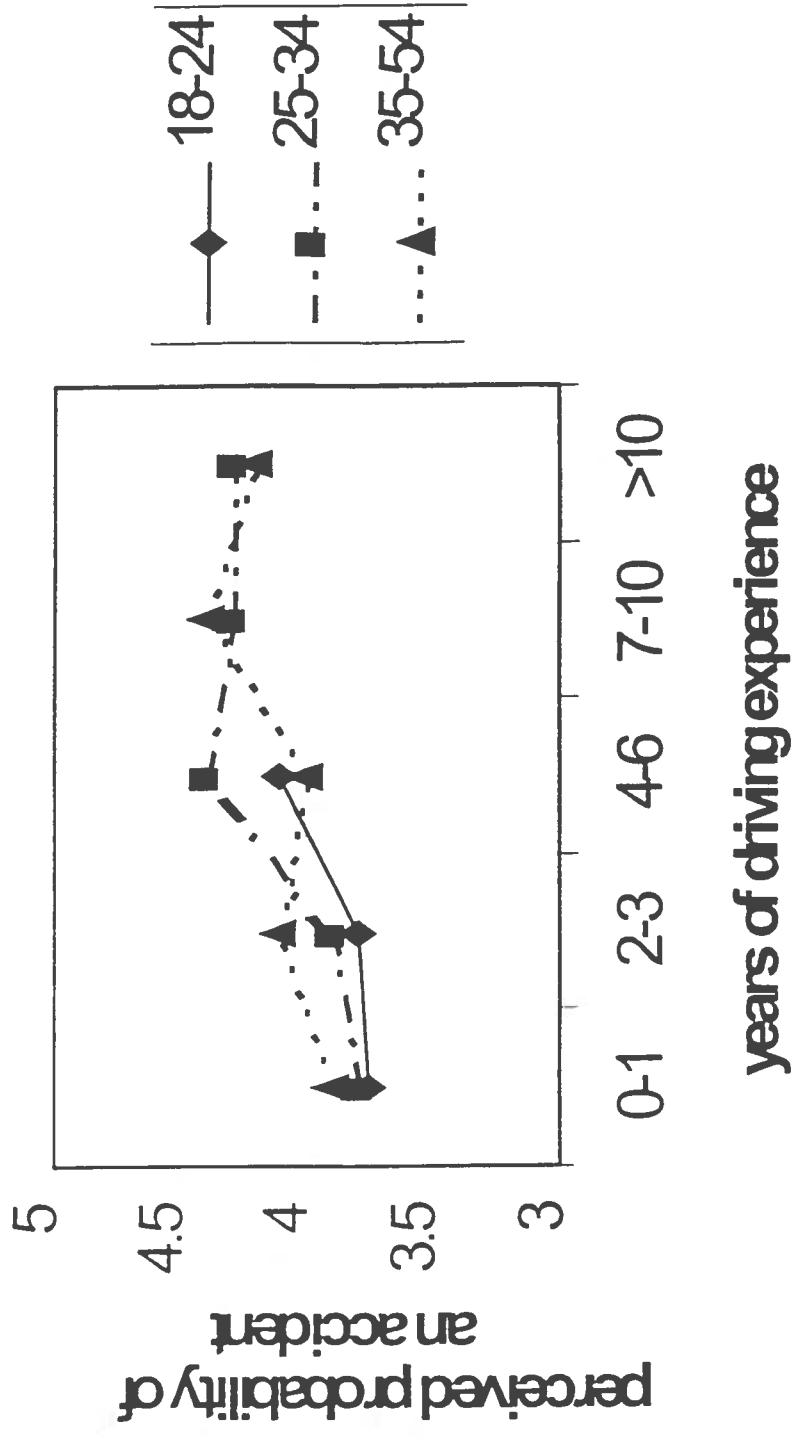 perceived probability of
an accident
5
4.5
4
3.5
3
0-1 2-3 4-6 7-10 >10
years of driving experience
18-24
25-34
35-54